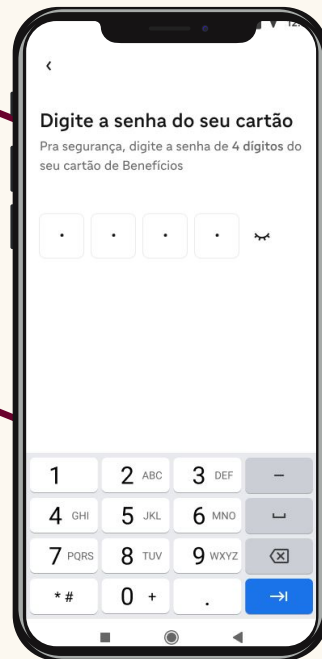 Digite a senha do seu cartão
Pra segurança, digite a senha de 4 dígitos do
seu cartão de Benefícios
1 2 ABC 3 DEF -
4 GHI 5 JKL 6 MNO
7 PQRS 8 TUV 9 WXYZ
* # 0 + .